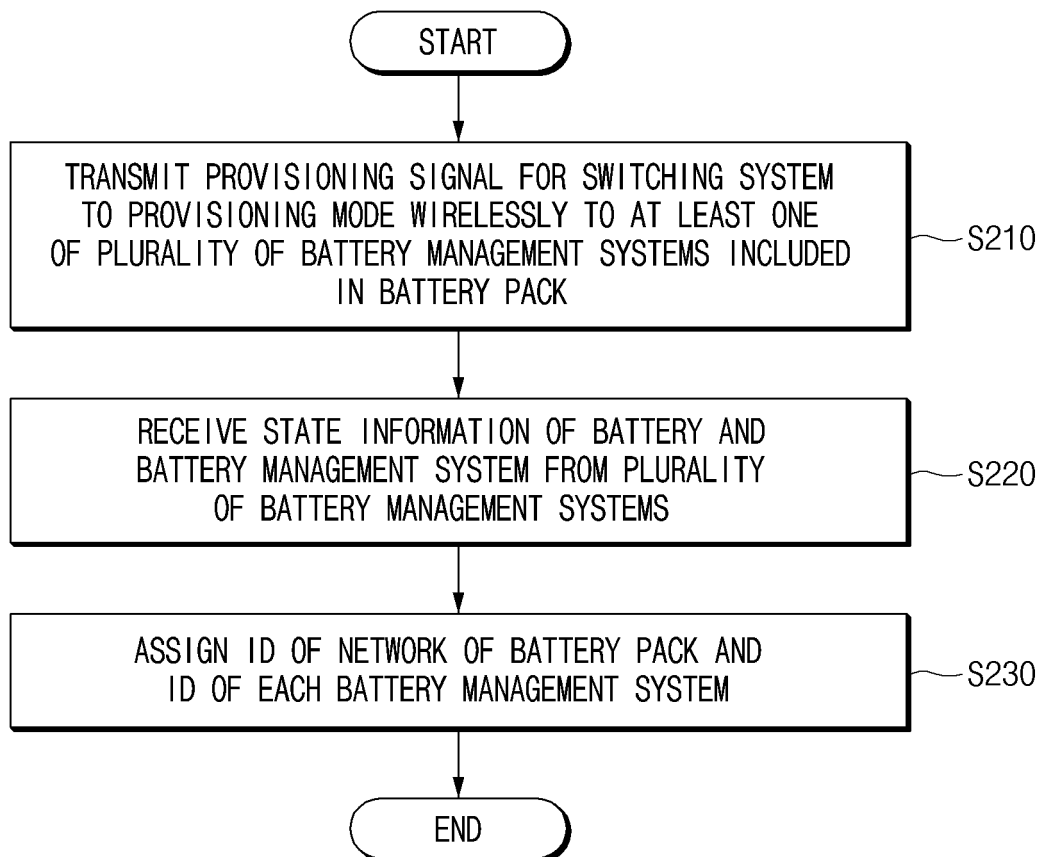 START
TRANSMIT PROVISIONING SIGNAL FOR SWITCHING SYSTEM
TO PROVISIONING MODE WIRELESSLY TO AT LEAST ONE
OF PLURALITY OF BATTERY MANAGEMENT SYSTEMS INCLUDED
IN BATTERY PACK
S210
RECEIVE STATE INFORMATION OF BATTERY AND
BATTERY MANAGEMENT SYSTEM FROM PLURALITY
OF BATTERY MANAGEMENT SYSTEMS
S220
ASSIGN ID OF NETWORK OF BATTERY PACK AND
ID OF EACH BATTERY MANAGEMENT SYSTEM
S230
END